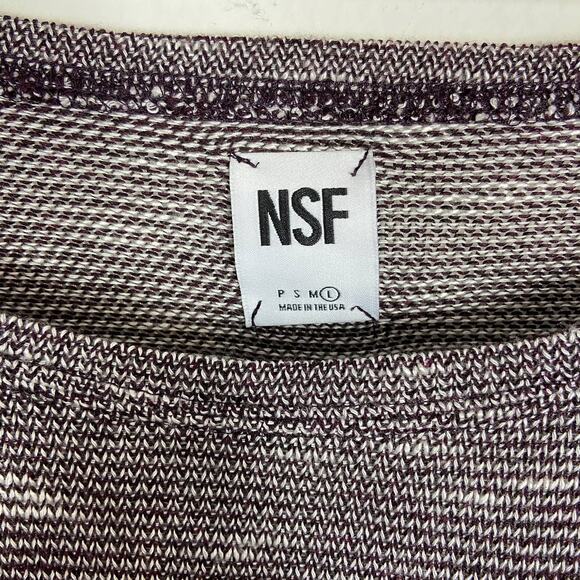 NSF
P S M L
MADE IN THE USA